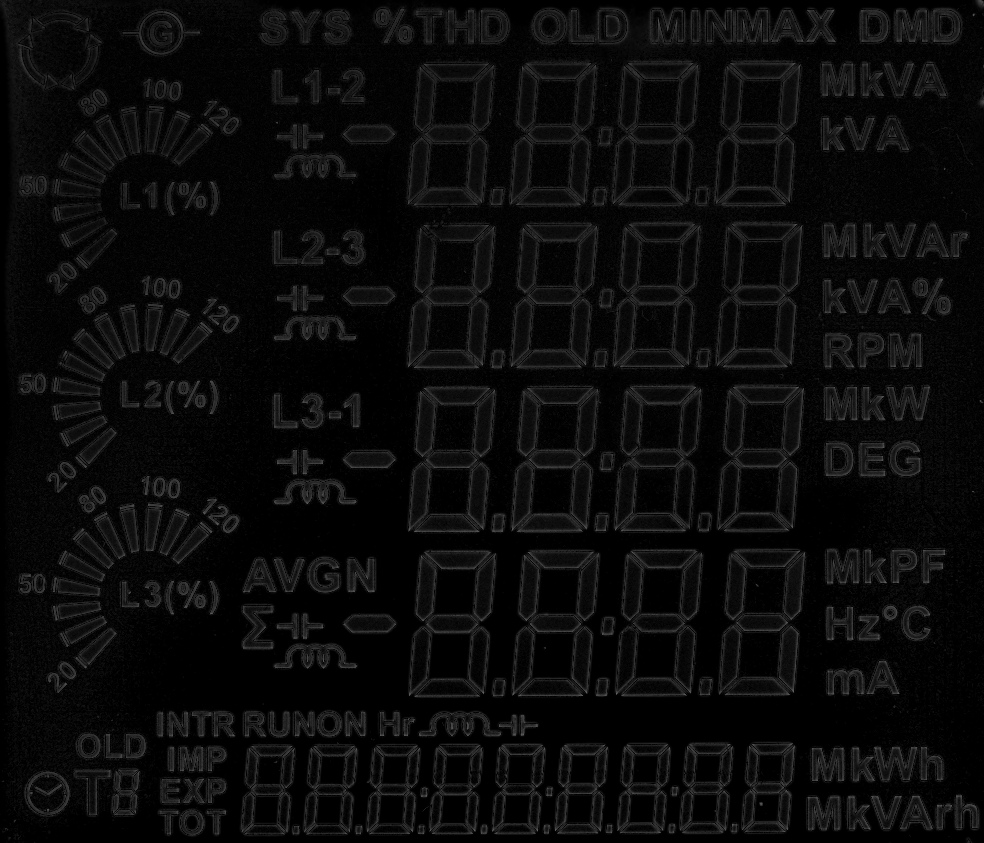 G SYS %THD OLD MINMAX DMD
L1-2 MkVA
kVA
80 100 120
50 L1(%)
20
L2-3 MkVAr
kVA%
RPM
80 100 120
50 L2(%)
20
L3-1 MkW
DEG
80 100 120
50 L3(%)
20
AVGN MkPF
Σ Hz°C
mA
INTR RUNON Hr
OLD IMP MkWh
T8 EXP
TOT MkVArh